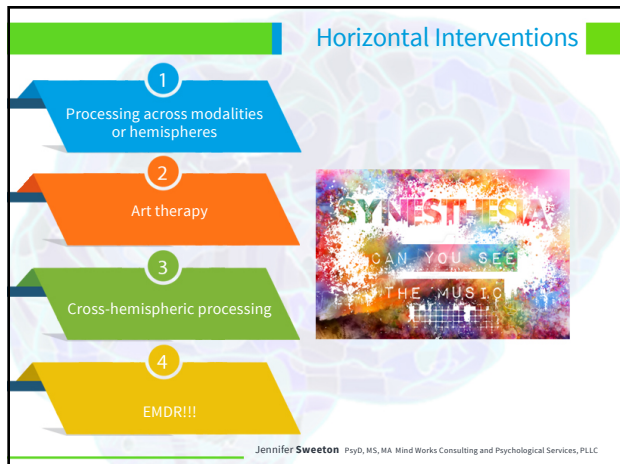 Horizontal Interventions
1
Processing across modalities
or hemispheres
2
Art therapy
3
Cross-hemispheric processing
4
EMDR!!!
SYNESTHESIA
CAN YOU SEE
THE MUSIC
Jennifer Sweeton PsyD, MS, MA Mind Works Consulting and Psychological Services, PLLC